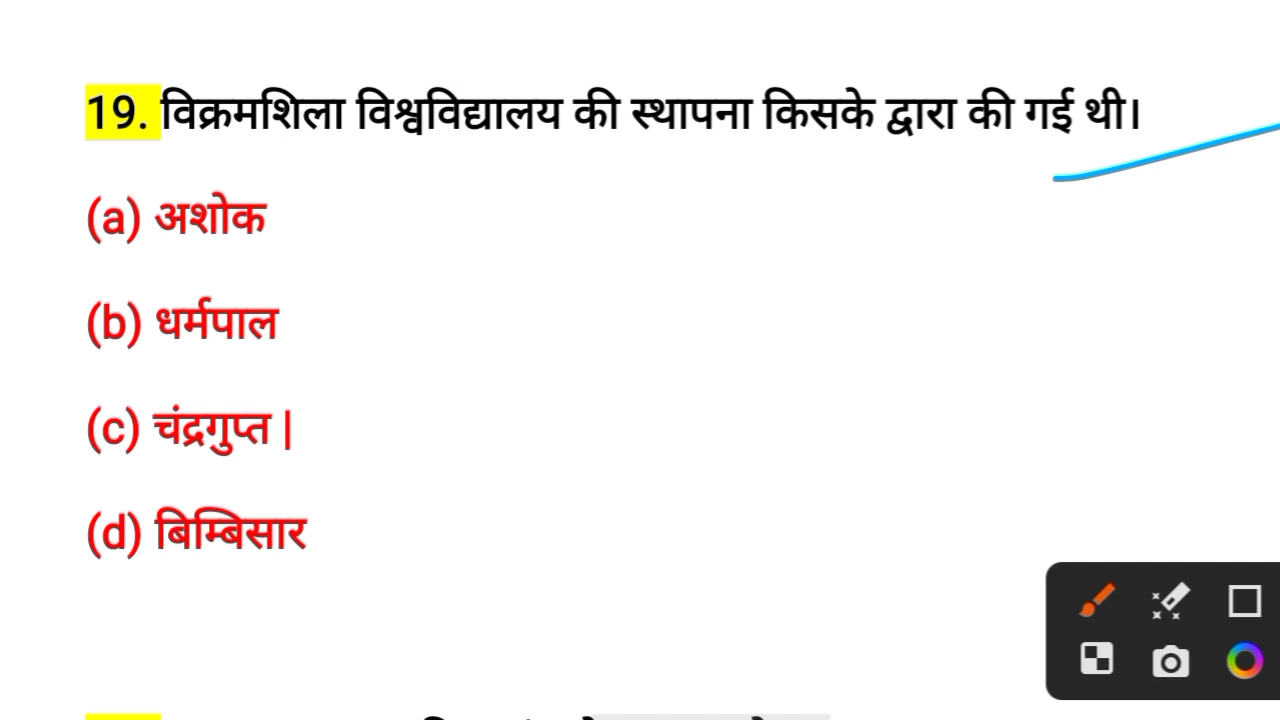 19. विक्रमशिला विश्वविद्यालय की स्थापना किसके द्वारा की गई थी।
(a) अशोक
(b) धर्मपाल
(c) चंद्रगुप्त |
(d) बिम्बिसार